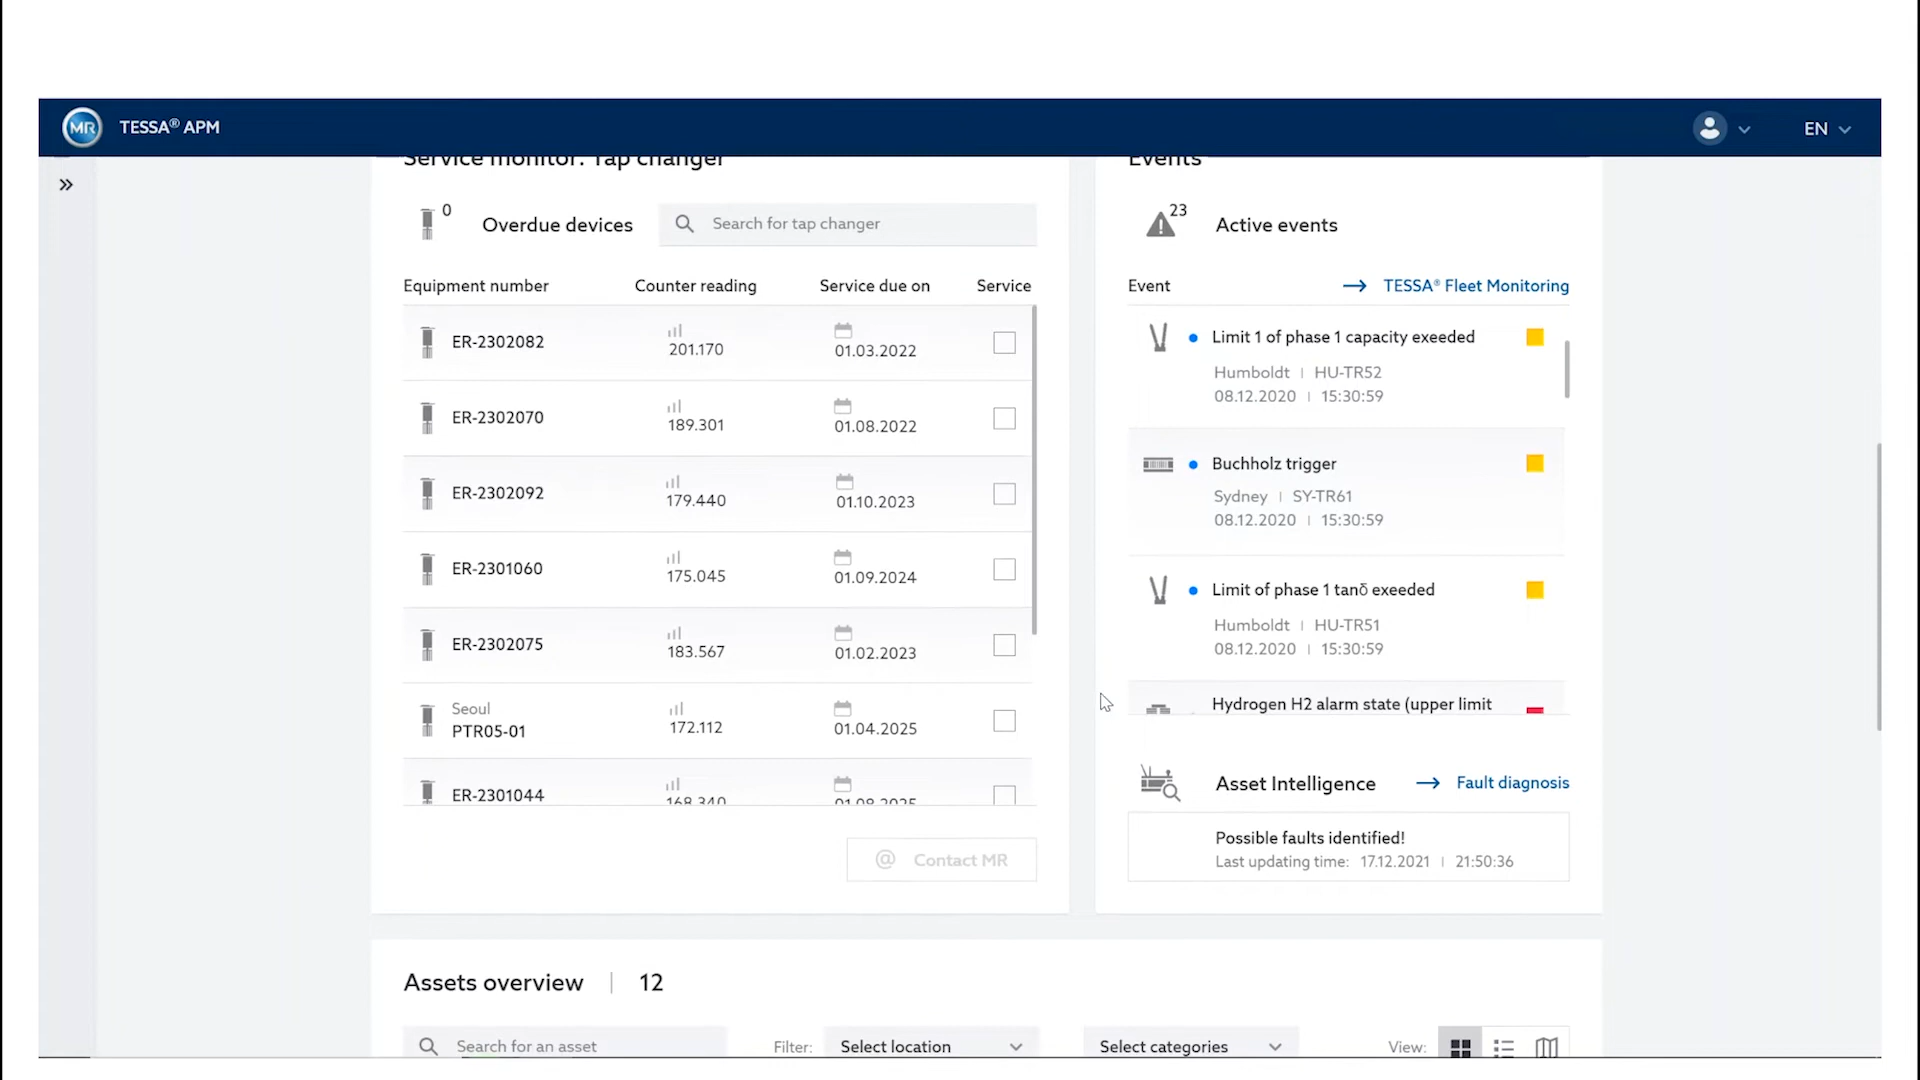 MR TESSA® APM
EN
Service monitor: Tap changer
0
Overdue devices
Search for tap changer
Equipment number Counter reading Service due on Service
ER-2302082 201.170 01.03.2022
ER-2302070 189.301 01.08.2022
ER-2302092 179.440 01.10.2023
ER-2301060 175.045 01.09.2024
ER-2302075 183.567 01.02.2023
Seoul
PTR05-01 172.112 01.04.2025
ER-2301044 168.340 01.08.2025
@ Contact MR
Events
23
Active events
Event → TESSA® Fleet Monitoring
Limit 1 of phase 1 capacity exeeded
Humboldt | HU-TR52
08.12.2020 | 15:30:59
Buchholz trigger
Sydney | SY-TR61
08.12.2020 | 15:30:59
Limit of phase 1 tanδ exeeded
Humboldt | HU-TR51
08.12.2020 | 15:30:59
Hydrogen H2 alarm state (upper limit
Asset Intelligence → Fault diagnosis
Possible faults identified!
Last updating time: 17.12.2021 | 21:50:36
Assets overview | 12
Search for an asset
Filter: Select location
Select categories
View: